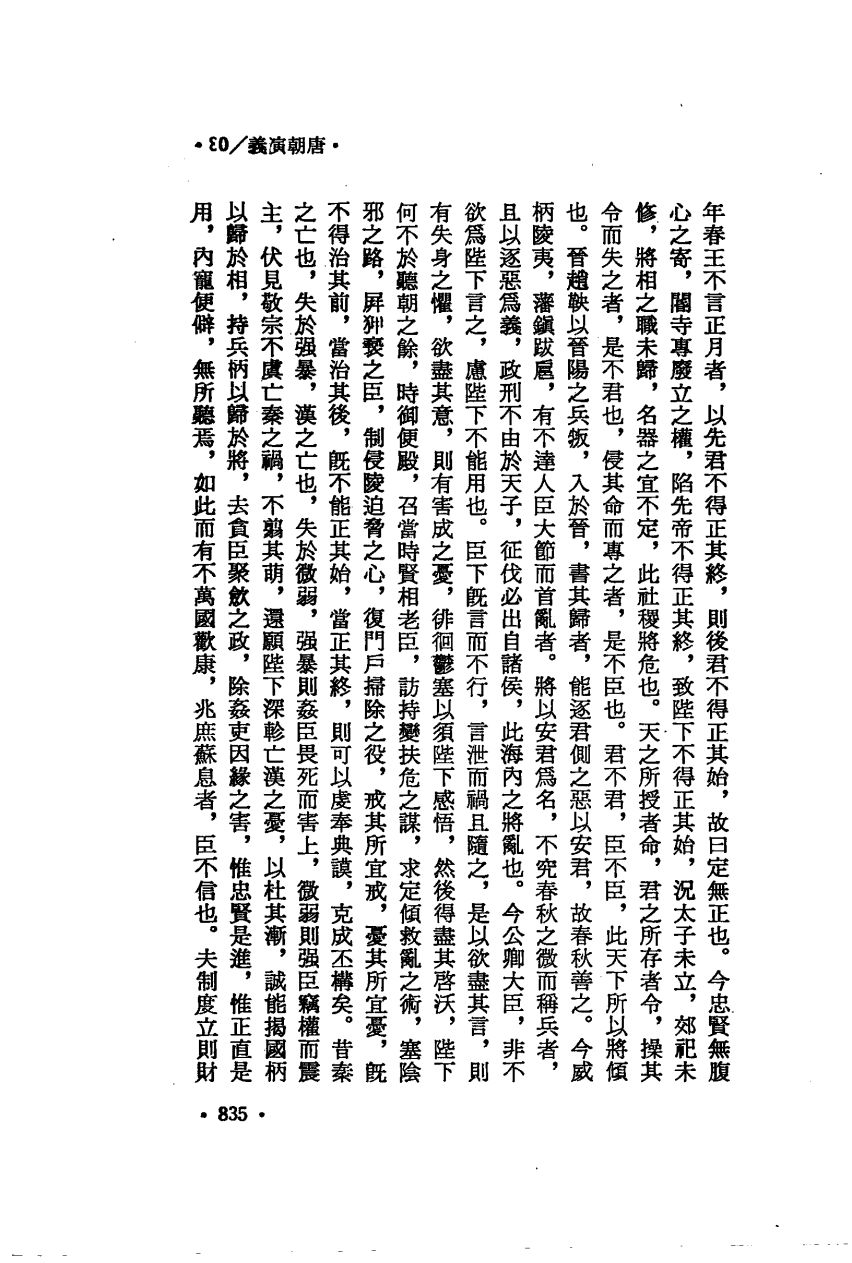 •唐朝演義/03•
年春王不言正月者，以先君不得正其終，則後君不得正其始，故曰定無正也。今忠賢無腹
心之寄，閽寺專廢立之權，陷先帝不得正其終，致陛下不得正其始，況太子未立，郊祀未
修，將相之職未歸，名器之宜不定，此社稷將危也。天之所授者命，君之所存者令，操其
令而失之者，是不君也，侵其命而專之者，是不臣也。君不君，臣不臣，此天下所以將傾
也。晉趙鞅以晉陽之兵叛，入於晉，書其歸者，能逐君側之惡以安君，故春秋善之。今威
柄陵夷，藩鎭跋扈，有不達人臣大節而首亂者。將以安君爲名，不究春秋之微而稱兵者，
且以逐惡爲義，政刑不由於天子，征伐必出自諸侯，此海內之將亂也。今公卿大臣，非不
欲爲陛下言之，慮陛下不能用也。臣下旣言而不行，言泄而禍且隨之，是以欲盡其言，則
有失身之懼，欲盡其意，則有害成之憂，徘徊鬱塞以須陛下感悟，然後得盡其啓沃，陛下
何不於聽朝之餘，時御便殿，召當時賢相老臣，訪持變扶危之謀，求定傾救亂之術，塞陰
邪之路，屛狎褻之臣，制侵陵迫脅之心，復門戶掃除之役，戒其所宜戒，憂其所宜憂，旣
不得治其前，當治其後，旣不能正其始，當正其終，則可以虔奉典謨，克成丕構矣。昔秦
之亡也，失於强暴，漢之亡也，失於微弱，强暴則姦臣畏死而害上，微弱則强臣竊權而震
主，伏見敬宗不虞亡秦之禍，不翦其萌，還願陛下深軫亡漢之憂，以杜其漸，誠能揭國柄
以歸於相，持兵柄以歸於將，去貪臣聚斂之政，除姦吏因緣之害，惟忠賢是進，惟正直是
用，內寵便僻，無所聽焉，如此而有不萬國歡康，兆庶蘇息者，臣不信也。夫制度立則財
•835•